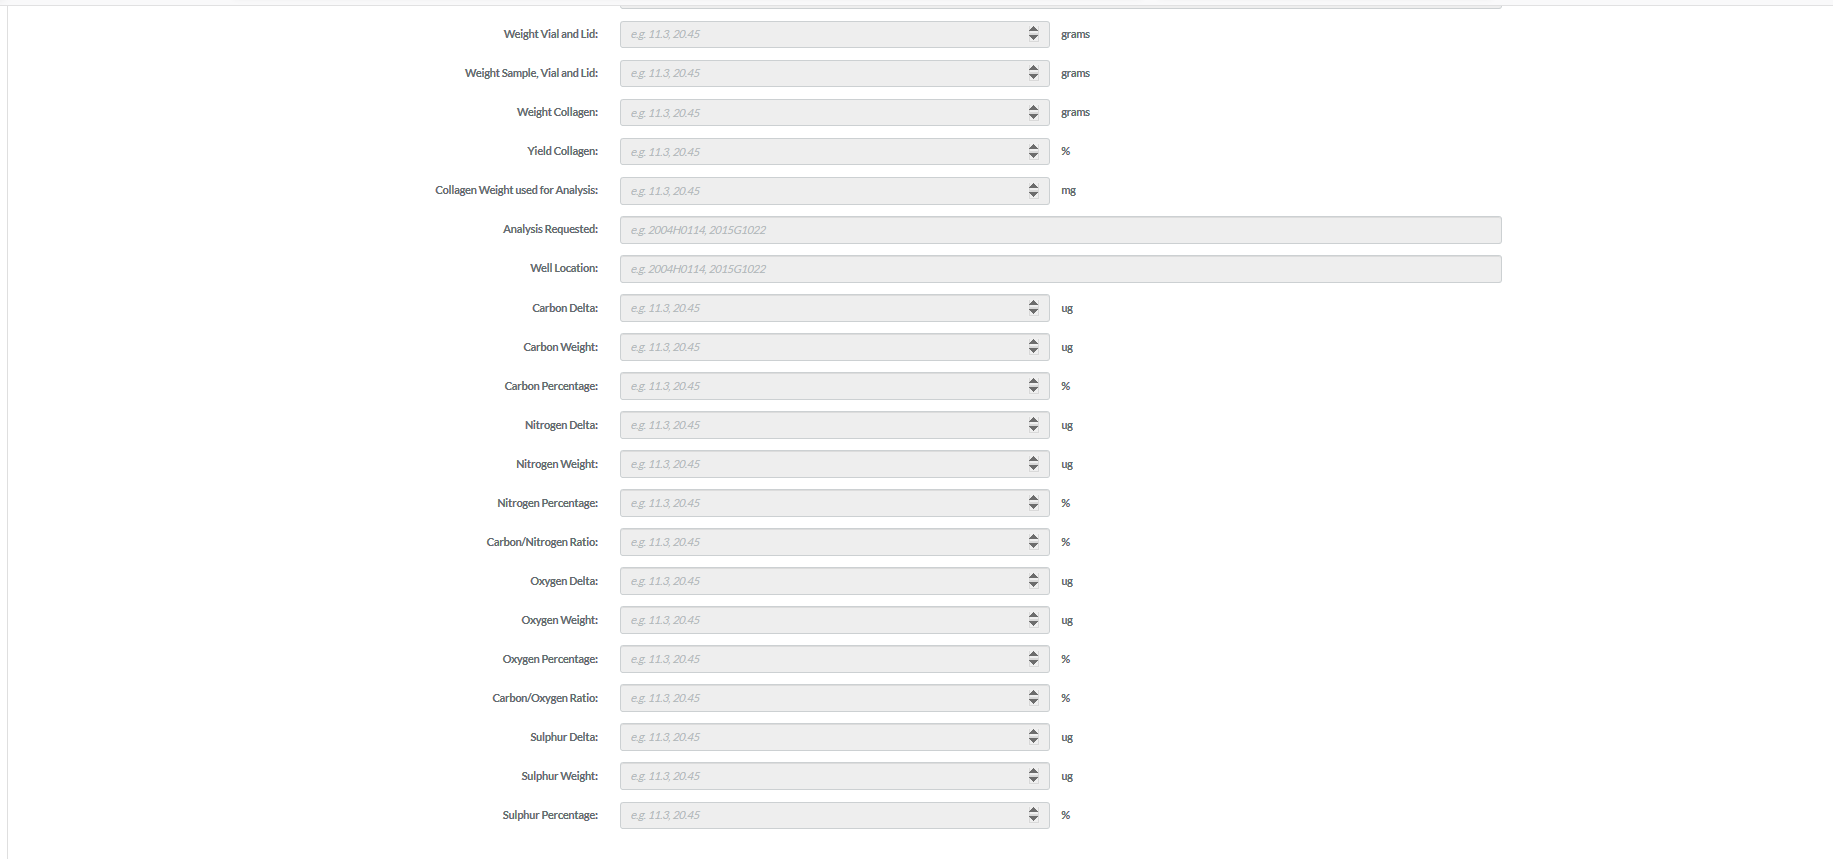 Weight Vial and Lid: e.g. 11.3, 20.45 grams
Weight Sample, Vial and Lid: e.g. 11.3, 20.45 grams
Weight Collagen: e.g. 11.3, 20.45 grams
Yield Collagen: e.g. 11.3, 20.45 %
Collagen Weight used for Analysis: e.g. 11.3, 20.45 mg
Analysis Requested: e.g. 2004H0114, 2015G1022
Well Location: e.g. 2004H0114, 2015G1022
Carbon Delta: e.g. 11.3, 20.45 ug
Carbon Weight: e.g. 11.3, 20.45 ug
Carbon Percentage: e.g. 11.3, 20.45 %
Nitrogen Delta: e.g. 11.3, 20.45 ug
Nitrogen Weight: e.g. 11.3, 20.45 ug
Nitrogen Percentage: e.g. 11.3, 20.45 %
Carbon/Nitrogen Ratio: e.g. 11.3, 20.45 %
Oxygen Delta: e.g. 11.3, 20.45 ug
Oxygen Weight: e.g. 11.3, 20.45 ug
Oxygen Percentage: e.g. 11.3, 20.45 %
Carbon/Oxygen Ratio: e.g. 11.3, 20.45 %
Sulphur Delta: e.g. 11.3, 20.45 ug
Sulphur Weight: e.g. 11.3, 20.45 ug
Sulphur Percentage: e.g. 11.3, 20.45 %